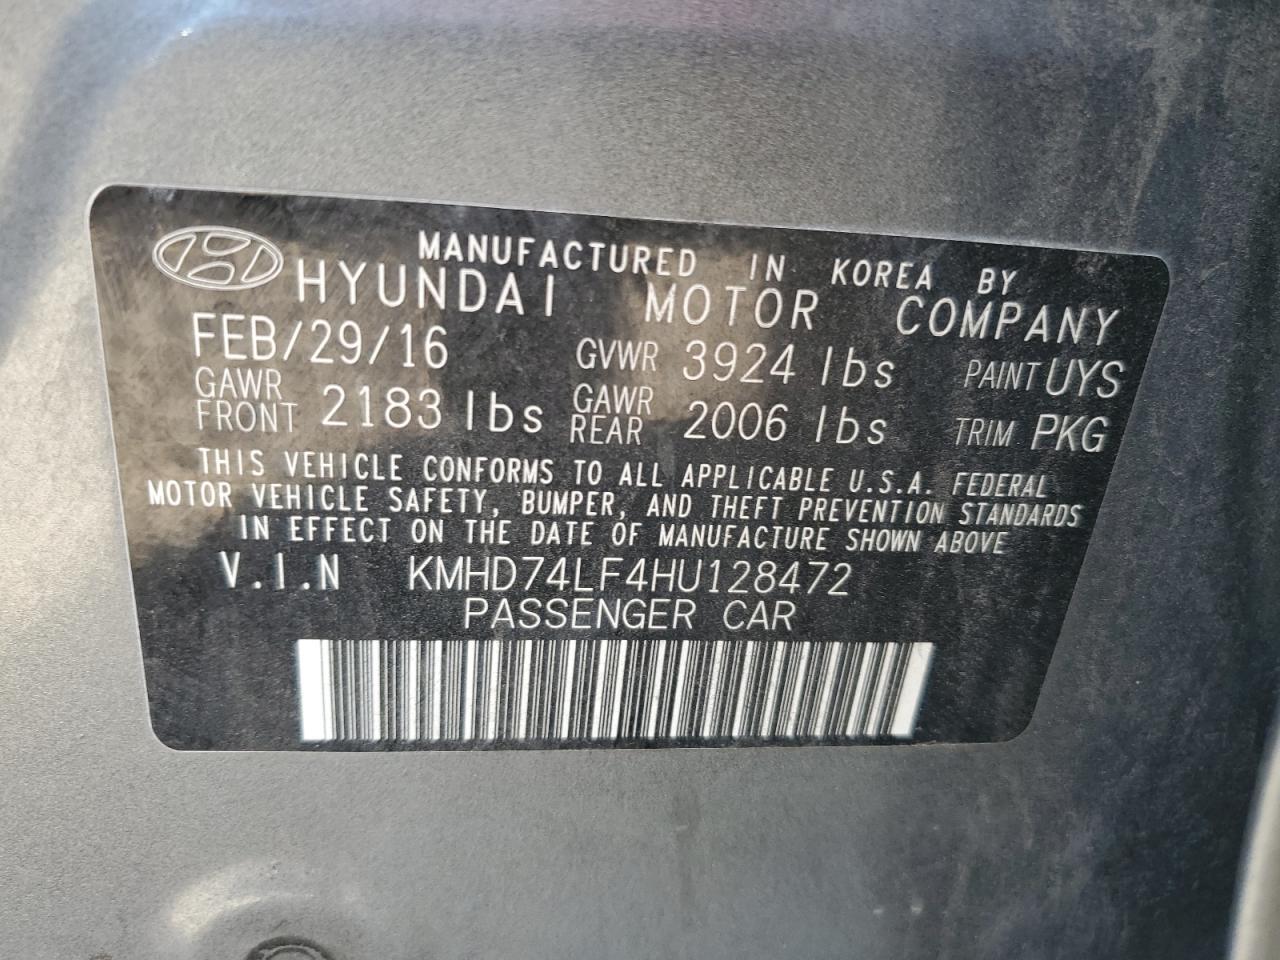 MANUFACTURED IN KOREA BY
HYUNDAI MOTOR COMPANY
FEB/29/16 GVWR 3924 lbs PAINT UYS
GAWR FRONT 2183 lbs GAWR REAR 2006 lbs TRIM PKG
THIS VEHICLE CONFORMS TO ALL APPLICABLE U.S.A. FEDERAL
MOTOR VEHICLE SAFETY, BUMPER, AND THEFT PREVENTION STANDARDS
IN EFFECT ON THE DATE OF MANUFACTURE SHOWN ABOVE
V.I.N KMHD74LF4HU128472
PASSENGER CAR